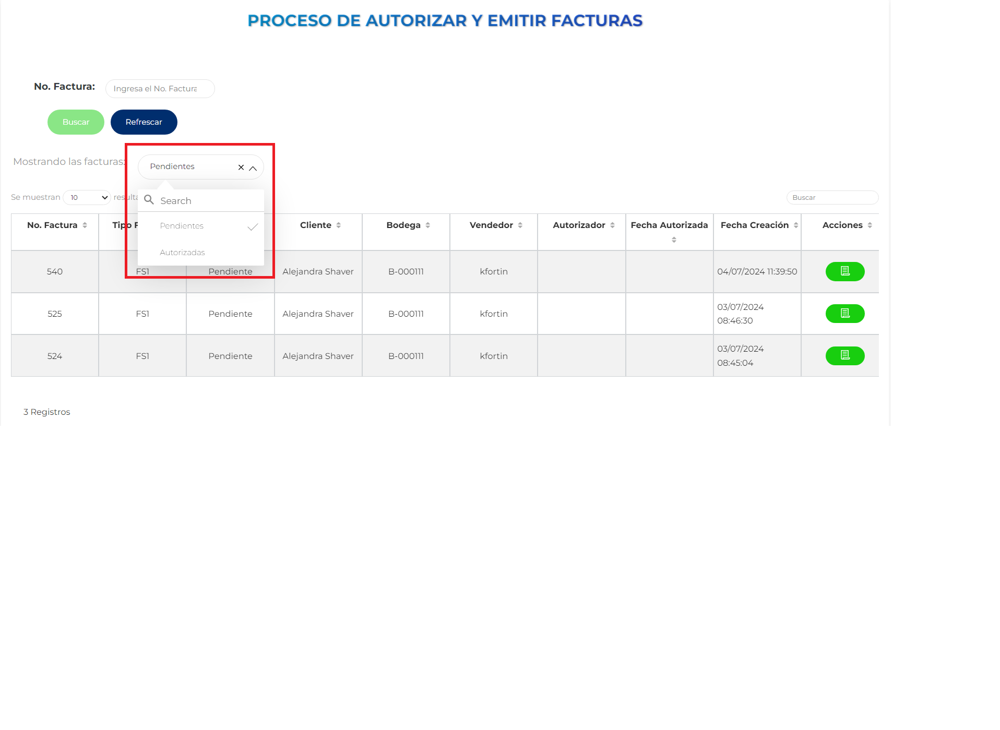 PROCESO DE AUTORIZAR Y EMITIR FACTURAS
No. Factura: Ingresa el No. Factura
Buscar Refrescar
Mostrando las facturas: Pendientes
Se muestran 10
Buscar
Search
Pendientes
Autorizadas
No. Factura Tipo Cliente Bodega Vendedor Autorizador Fecha Autorizada Fecha Creación Acciones
540 FS1 Pendiente Alejandra Shaver B-000111 kfortin 04/07/2024 11:39:50
525 FS1 Pendiente Alejandra Shaver B-000111 kfortin 03/07/2024 08:46:30
524 FS1 Pendiente Alejandra Shaver B-000111 kfortin 03/07/2024 08:45:04
3 Registros